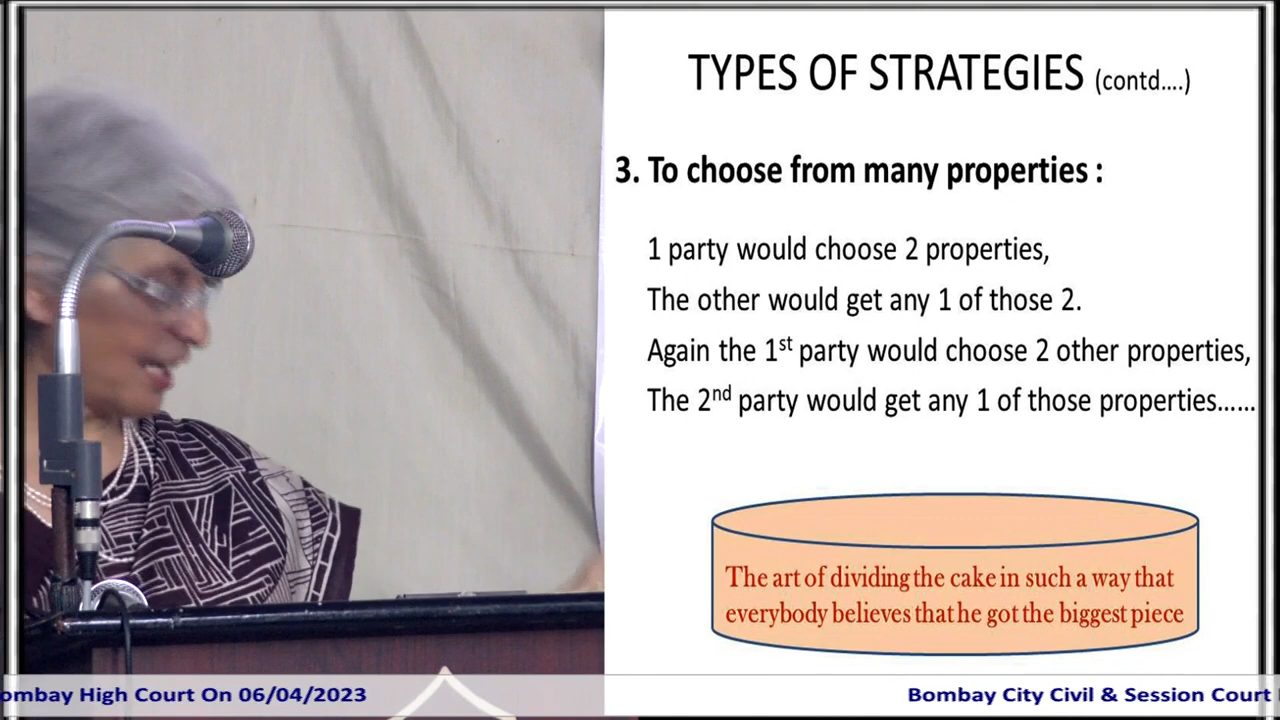 TYPES OF STRATEGIES (contd....)
3. To choose from many properties :
1 party would choose 2 properties,
The other would get any 1 of those 2.
Again the 1st party would choose 2 other properties,
The 2nd party would get any 1 of those properties......
The art of dividing the cake in such a way that
everybody believes that he got the biggest piece
ombay High Court On 06/04/2023
Bombay City Civil & Session Court